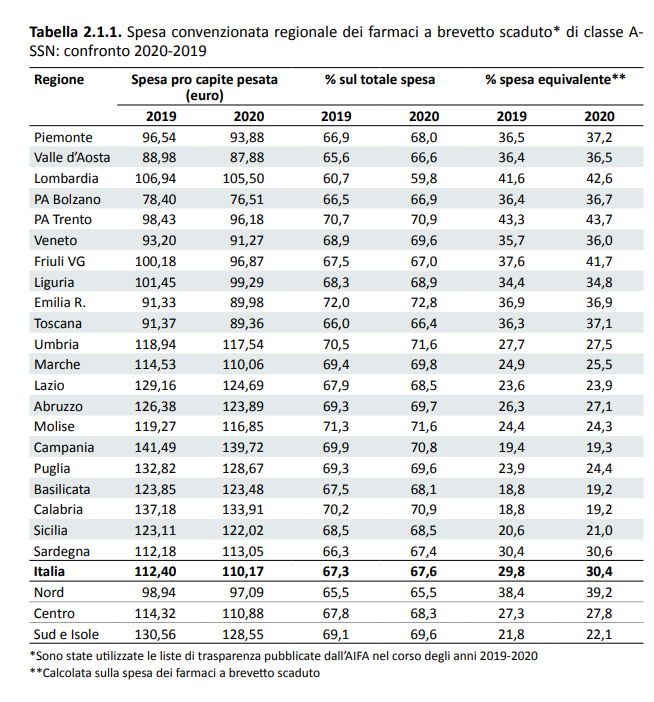 Tabella 2.1.1. Spesa convenzionata regionale dei farmaci a brevetto scaduto* di classe A-
SSN: confronto 2020-2019
Regione Spesa pro capite pesata % sul totale spesa % spesa equivalente**
(euro)
2019 2020 2019 2020 2019 2020
Piemonte 96,54 93,88 66,9 68,0 36,5 37,2
Valle d'Aosta 88,98 87,88 65,6 66,6 36,4 36,5
Lombardia 106,94 105,50 60,7 59,8 41,6 42,6
PA Bolzano 78,40 76,51 66,5 66,9 36,4 36,7
PA Trento 98,43 96,18 70,7 70,9 43,3 43,7
Veneto 93,20 91,27 68,9 69,6 35,7 36,0
Friuli VG 100,18 96,87 67,5 67,0 37,6 41,7
Liguria 101,45 99,29 68,3 68,9 34,4 34,8
Emilia R. 91,33 89,98 72,0 72,8 36,9 36,9
Toscana 91,37 89,36 66,0 66,4 36,3 37,1
Umbria 118,94 117,54 70,5 71,6 27,7 27,5
Marche 114,53 110,06 69,4 69,8 24,9 25,5
Lazio 129,16 124,69 67,9 68,5 23,6 23,9
Abruzzo 126,38 123,89 69,3 69,7 26,3 27,1
Molise 119,27 116,85 71,3 71,6 24,4 24,3
Campania 141,49 139,72 69,9 70,8 19,4 19,3
Puglia 132,82 128,67 69,3 69,6 23,9 24,4
Basilicata 123,85 123,48 67,5 68,1 18,8 19,2
Calabria 137,18 133,91 70,2 70,9 18,8 19,2
Sicilia 123,11 122,02 68,5 68,5 20,6 21,0
Sardegna 112,18 113,05 66,3 67,4 30,4 30,6
Italia 112,40 110,17 67,3 67,6 29,8 30,4
Nord 98,94 97,09 65,5 65,5 38,4 39,2
Centro 114,32 110,88 67,8 68,3 27,3 27,8
Sud e Isole 130,56 128,55 69,1 69,6 21,8 22,1
*Sono state utilizzate le liste di trasparenza pubblicate dall'AIFA nel corso degli anni 2019-2020
**Calcolata sulla spesa dei farmaci a brevetto scaduto